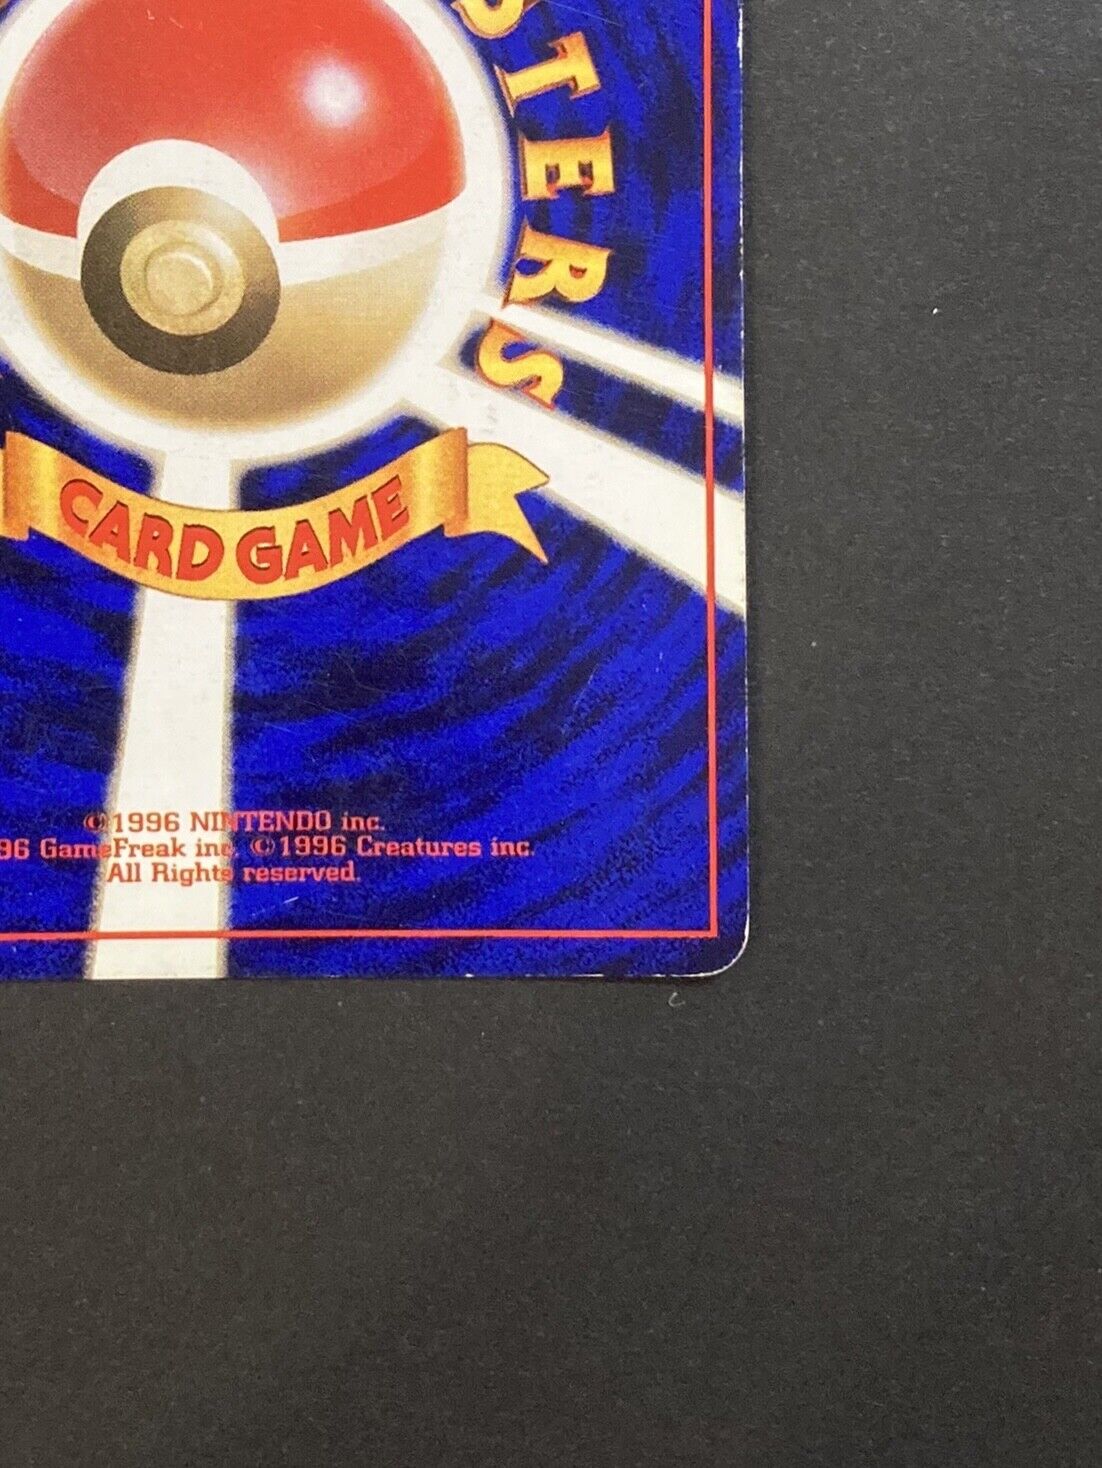 STERS
CARD GAME
©1996 NINTENDO inc.
96 GameFreak inc. ©1996 Creatures inc.
All Rights reserved.